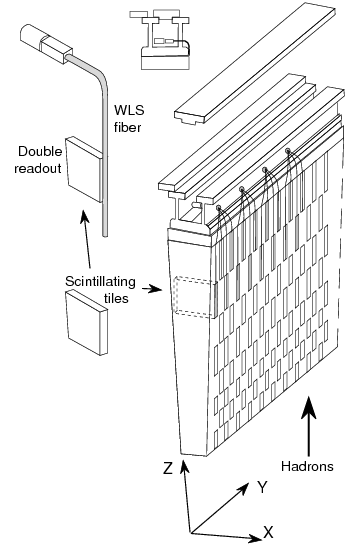 WLS
fiber
Double
readout
Scintillating
tiles
Hadrons
Z
Y
X